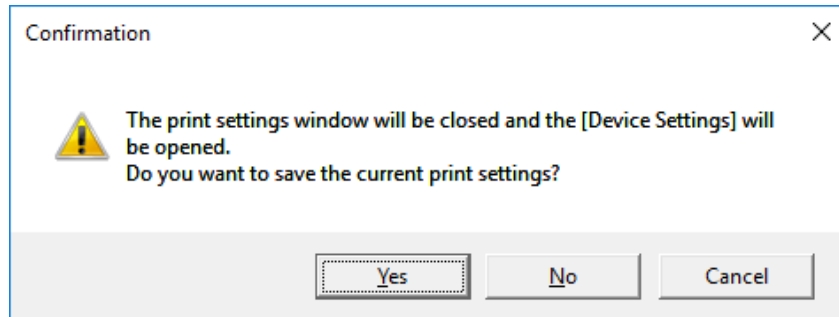 Confirmation
The print settings window will be closed and the [Device Settings] will
be opened.
Do you want to save the current print settings?
Yes
No
Cancel